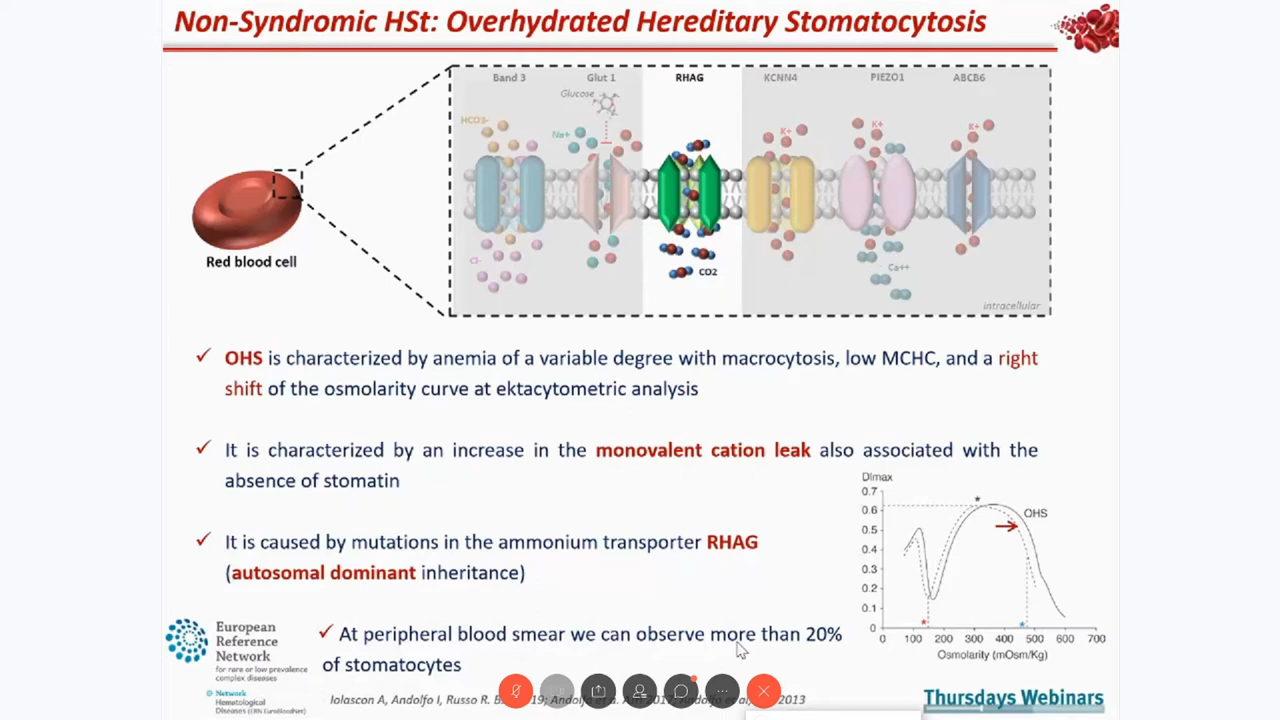 Non-Syndromic HSt: Overhydrated Hereditary Stomatocytosis
Band 3
Glut 1
RHAG
KCNN4
PIEZO1
ABCB6
Glucose
HCO3-
Na+
K+
K+
K+
Cl-
CO2
Ca++
intracellular
Red blood cell
✓ OHS is characterized by anemia of a variable degree with macrocytosis, low MCHC, and a right
shift of the osmolarity curve at ektacytometric analysis
✓ It is characterized by an increase in the monovalent cation leak also associated with the
absence of stomatin
✓ It is caused by mutations in the ammonium transporter RHAG
(autosomal dominant inheritance)
✓ At peripheral blood smear we can observe more than 20%
of stomatocytes
DImax
0.7
0.6
0.5
0.4
0.3
0.2
0.1
0
*
OHS
*
*
0 100 200 300 400 500 600 700
Osmolarity (mOsm/Kg)
European
Reference
Network
for rare or low prevalence
complex diseases
Network
Hematological
Diseases (ERN EuroBloodNet)
Iolascon A, Andolfo I, Russo R.
2013
Thursdays Webinars